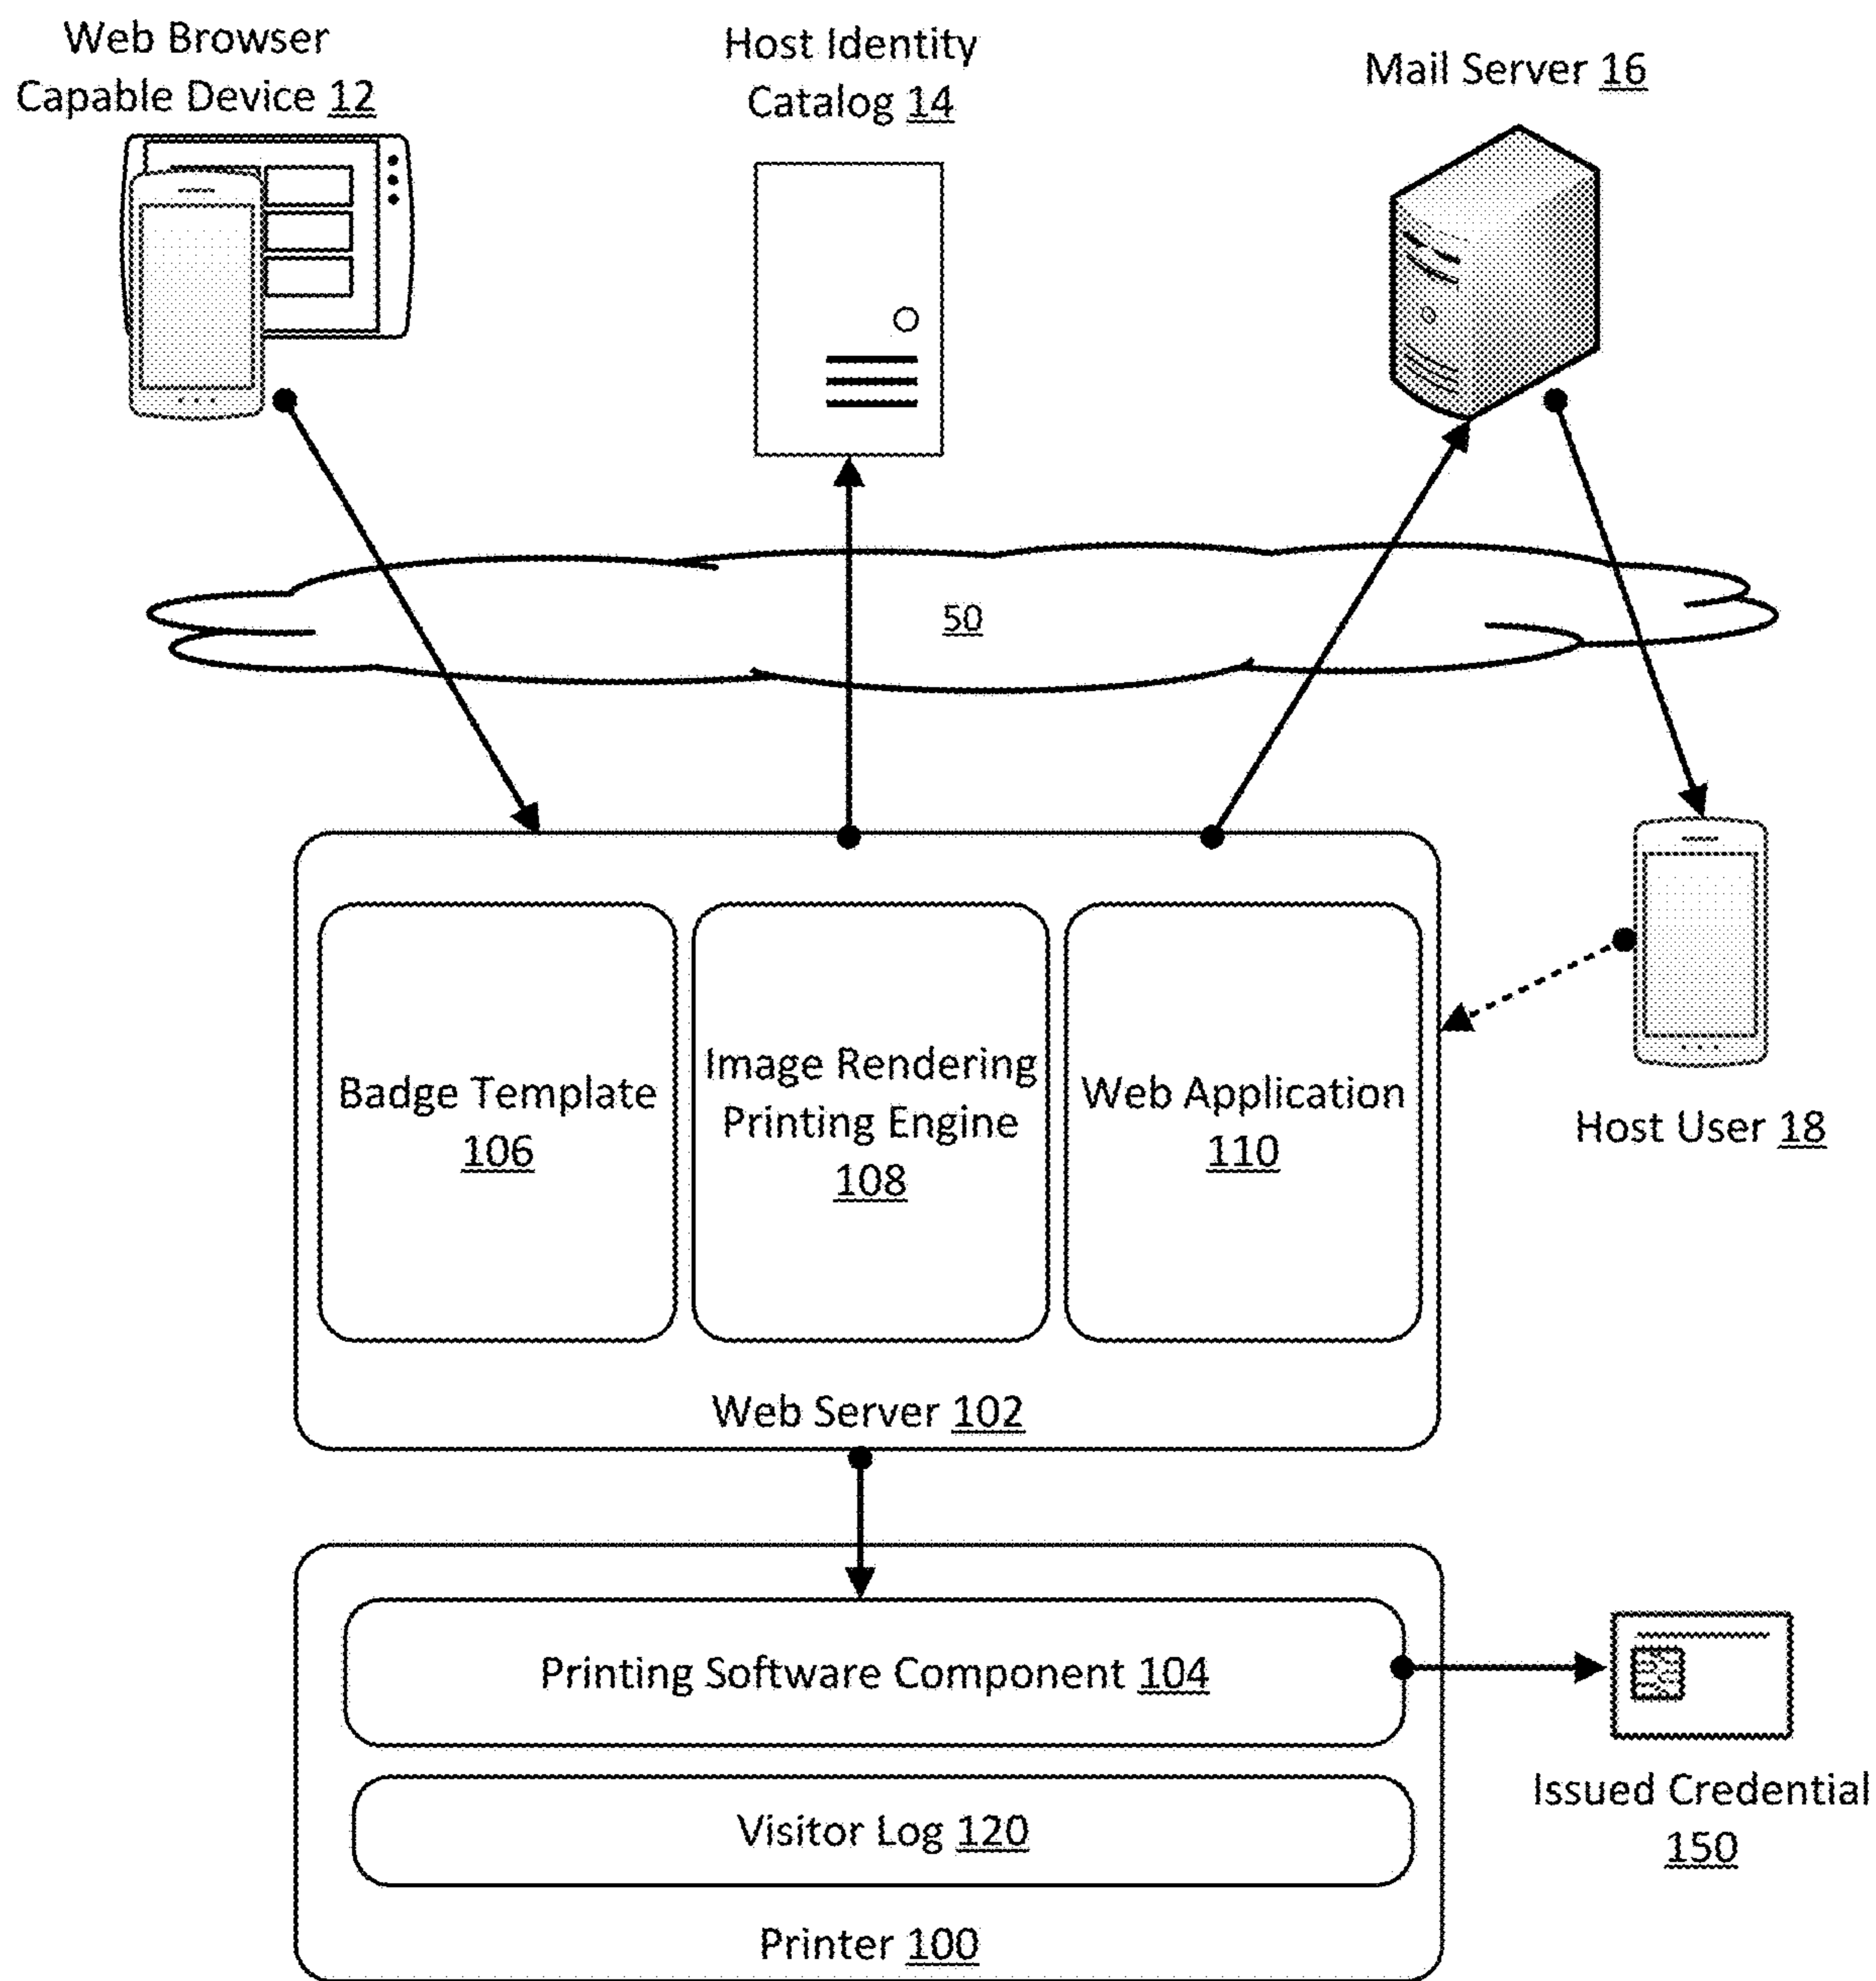 Web Browser
Capable Device 12
Host Identity
Catalog 14
Mail Server 16
50
Badge Template
106
Image Rendering
Printing Engine
108
Web Application
110
Host User 18
Web Server 102
Printing Software Component 104
Issued Credential
150
Visitor Log 120
Printer 100